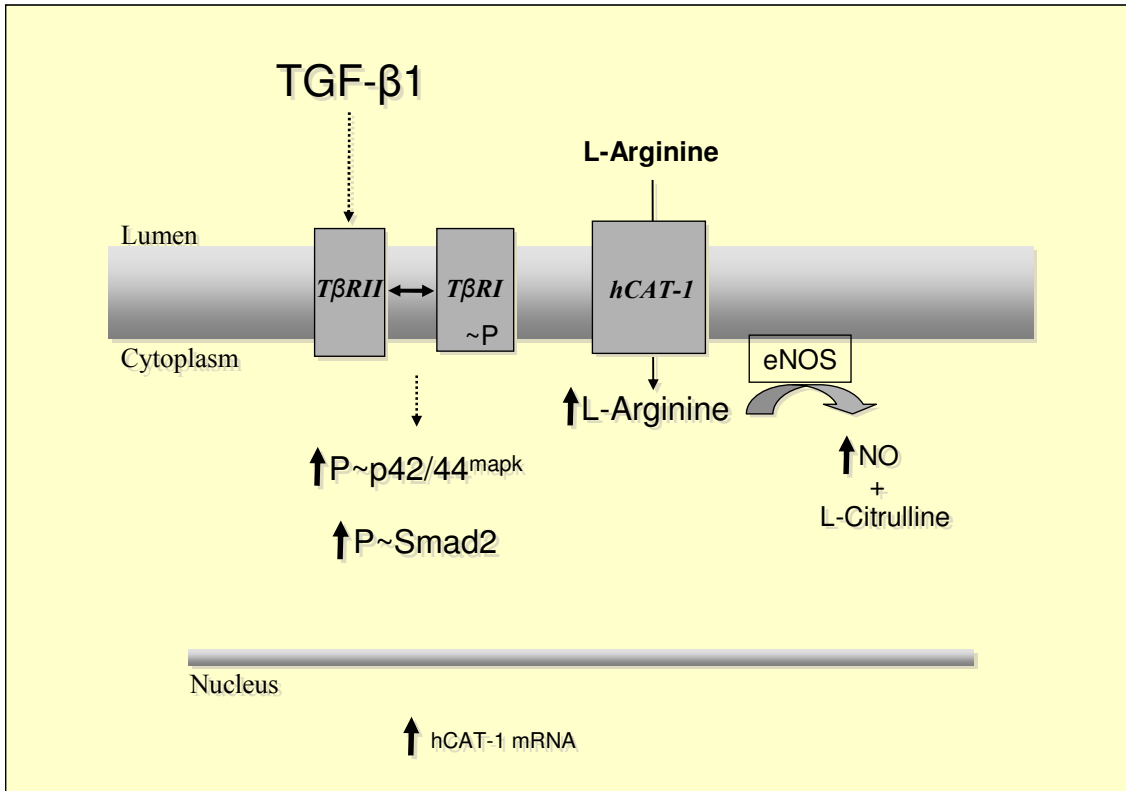 TGF-β1
L-Arginine
Lumen
TβRII
TβRI
~P
hCAT-1
Cytoplasm
eNOS
L-Arginine
P~p42/44mapk
NO
+
L-Citrulline
P~Smad2
Nucleus
hCAT-1 mRNA